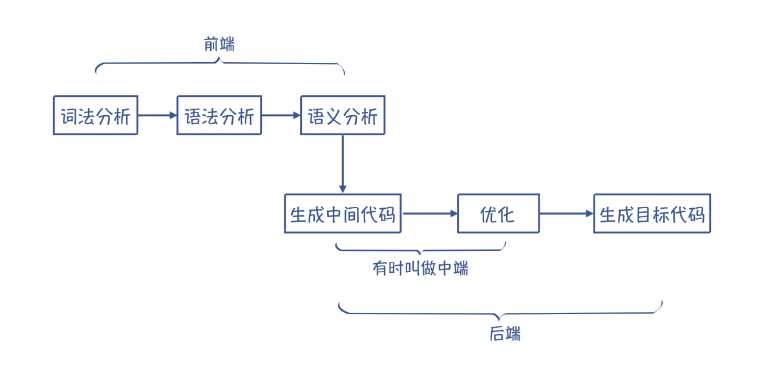 前端
词法分析
语法分析
语义分析
生成中间代码
优化
生成目标代码
有时叫做中端
后端